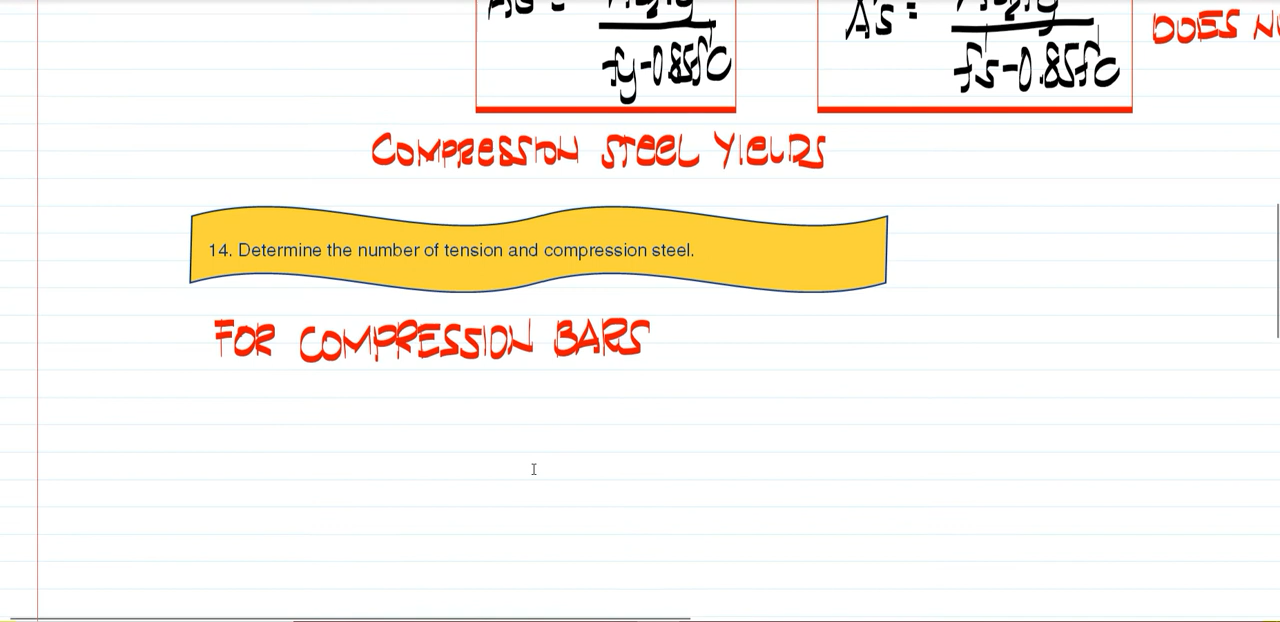 fy-0.85f'c f's-0.85f'c
DOES
COMPRESSION STEEL YIELDS
14. Determine the number of tension and compression steel.
FOR COMPRESSION BARS